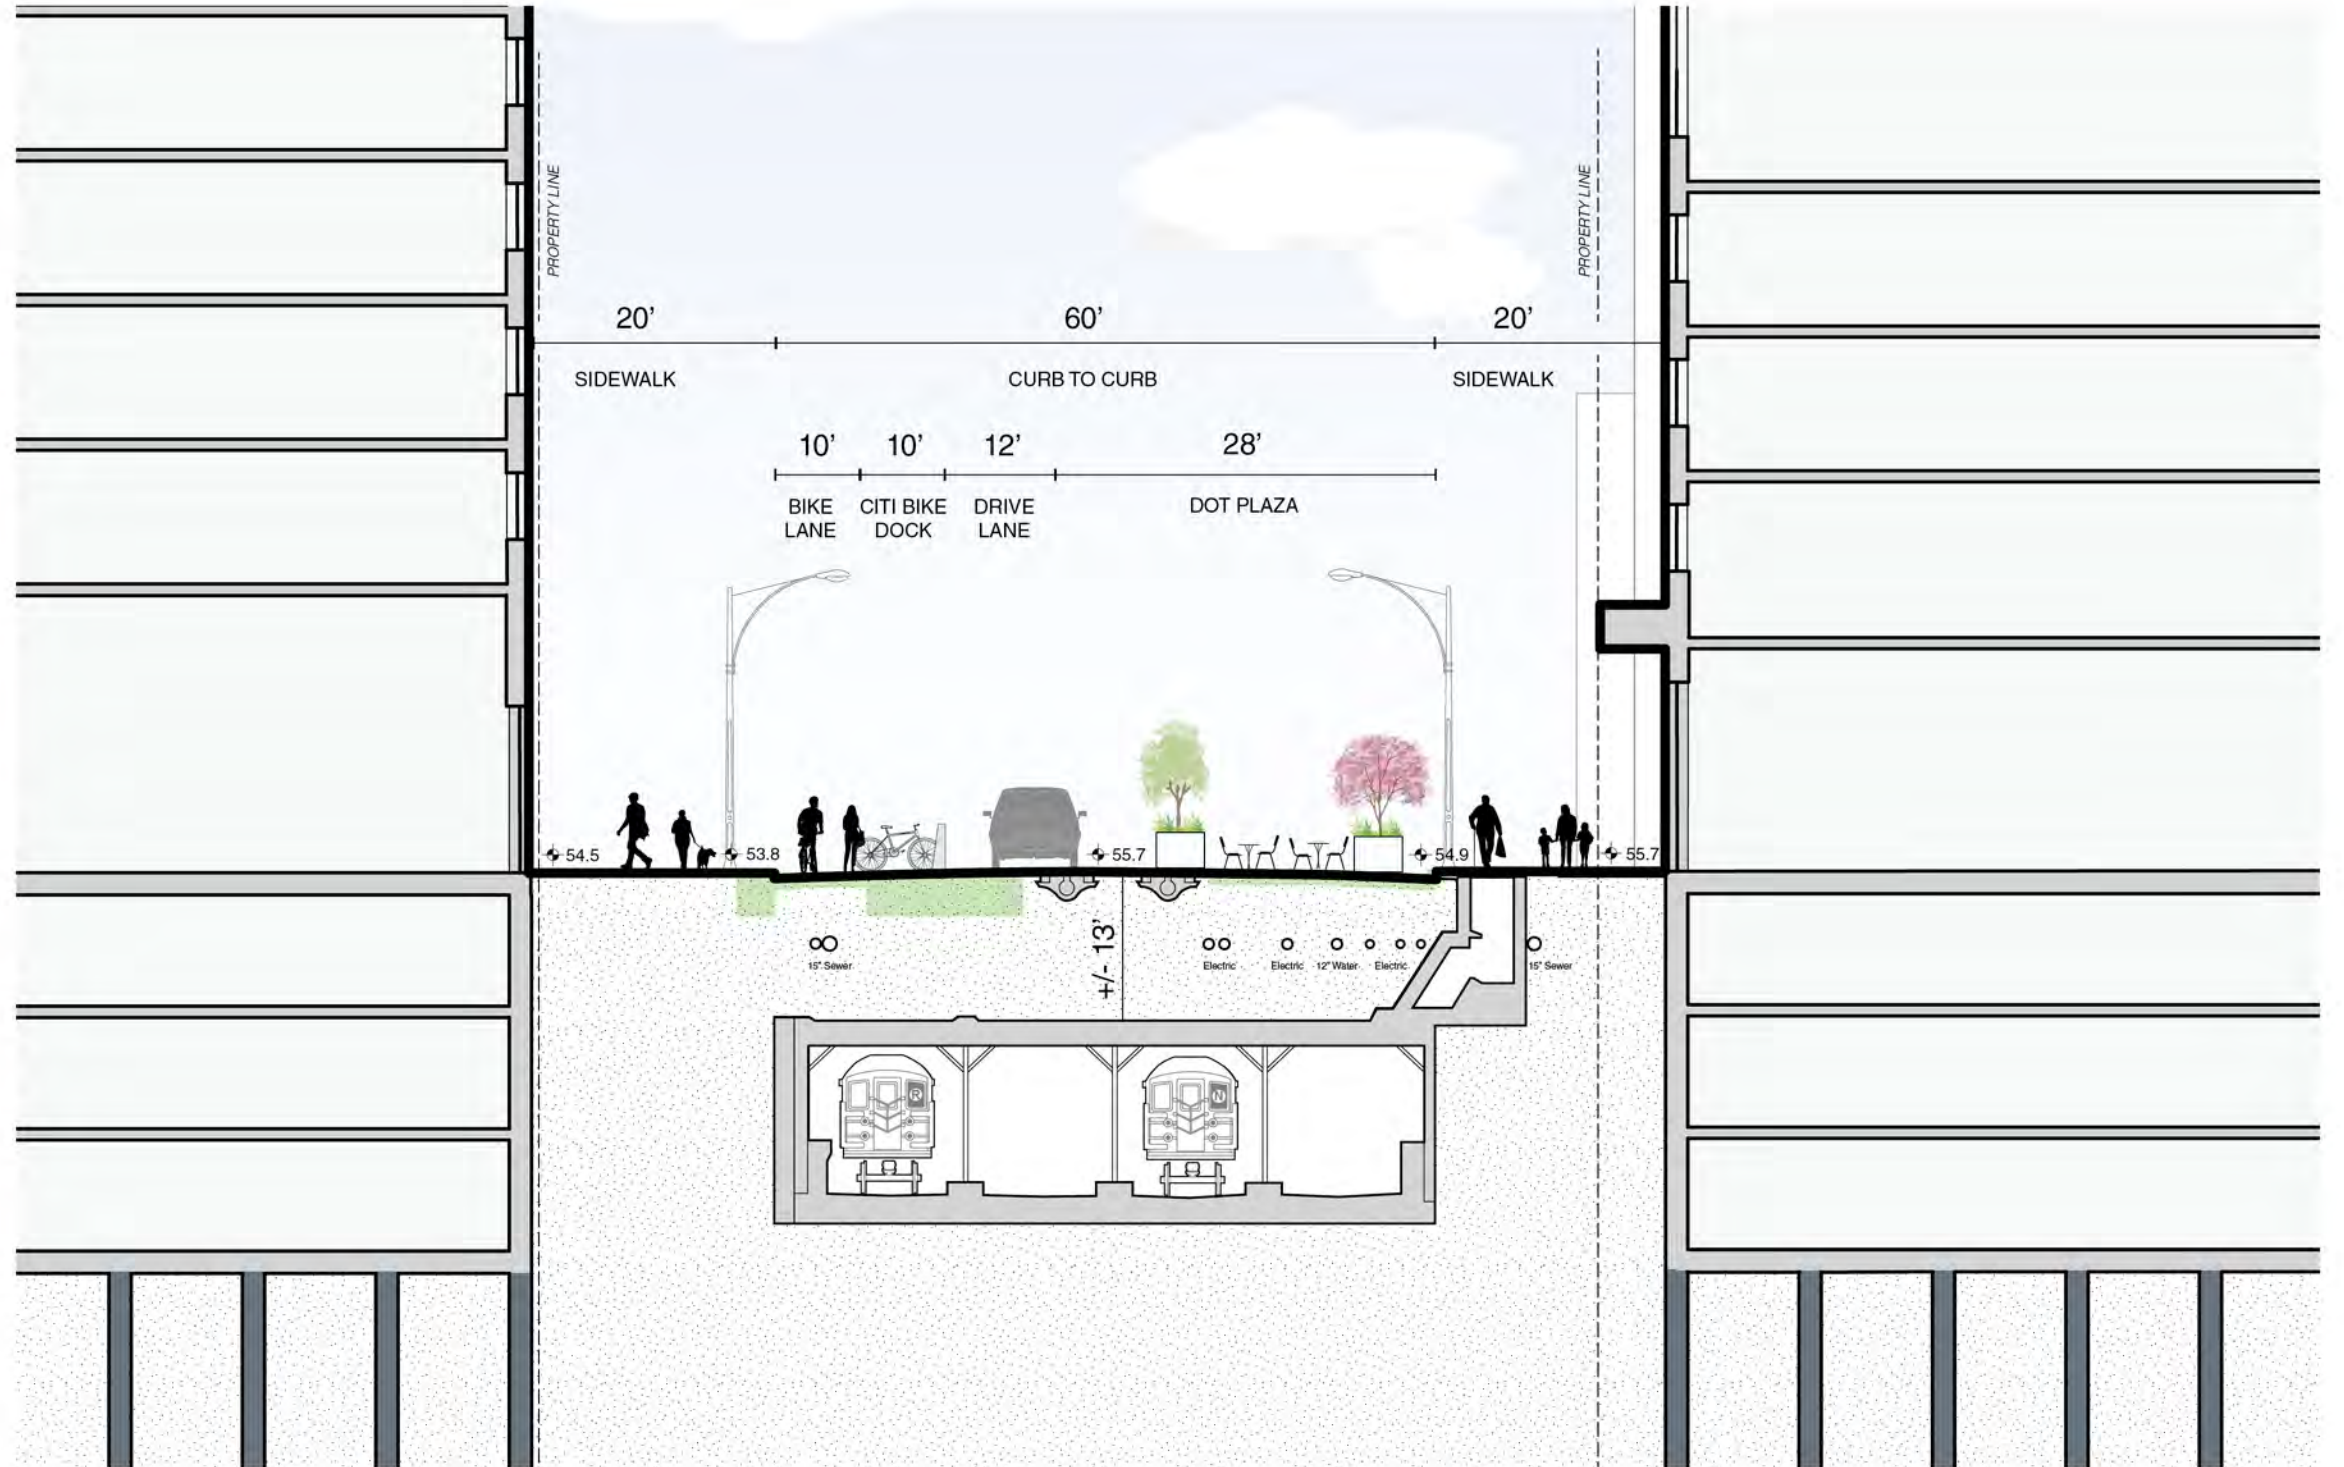 PROPERTY LINE
PROPERTY LINE
20’
60’
20’
SIDEWALK
CURB TO CURB
SIDEWALK
10’
10’
12’
28’
BIKE
LANE
CITI BIKE
DOCK
DRIVE
LANE
DOT PLAZA
54.5
53.8
55.7
54.9
55.7
+/- 13’
15" Sewer
Electric
Electric
12" Water
Electric
15" Sewer
R
N